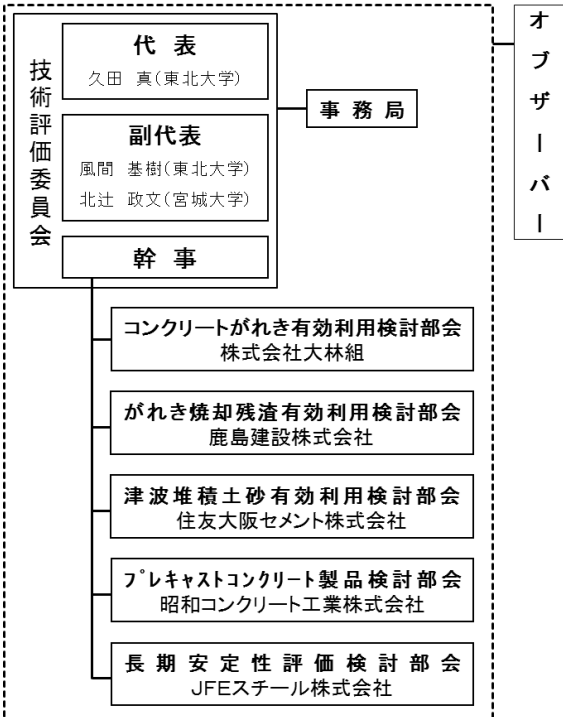 技術評価委員会
代表
久田 真(東北大学)
副代表
風間 基樹(東北大学)
北辻 政文(宮城大学)
幹事
事務局
オブザーバー
コンクリートがれき有効利用検討部会
株式会社大林組
がれき焼却残渣有効利用検討部会
鹿島建設株式会社
津波堆積土砂有効利用検討部会
住友大阪セメント株式会社
プレキャストコンクリート製品検討部会
昭和コンクリート工業株式会社
長期安定性評価検討部会
JFEスチール株式会社